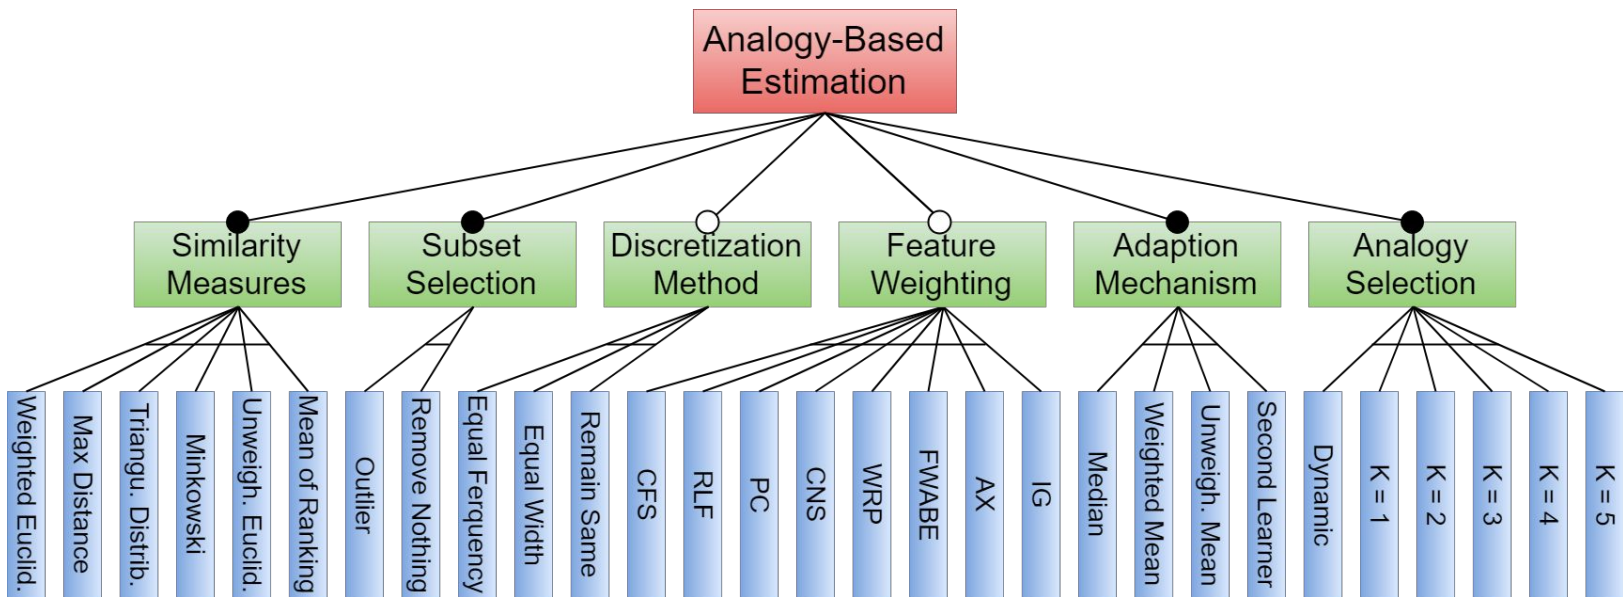 Analogy-Based
Estimation
Similarity
Measures
Subset
Selection
Discretization
Method
Feature
Weighting
Adaption
Mechanism
Analogy
Selection
Weighted Euclid.
Max Distance
Triangu. Distrib.
Minkowski
Unweigh. Euclid.
Mean of Ranking
Outlier
Remove Nothing
Equal Ferquency
Equal Width
Remain Same
CFS
RLF
PC
CNS
WRP
FWABE
AX
IG
Median
Weighted Mean
Unweigh. Mean
Second Learner
Dynamic
K = 1
K = 2
K = 3
K = 4
K = 5